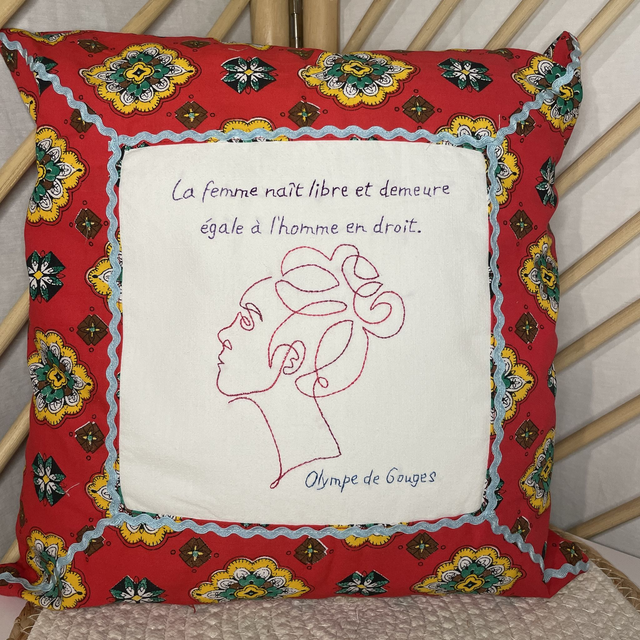 La femme naît libre et demeure
égale à l'homme en droit.
Olympe de Gouges